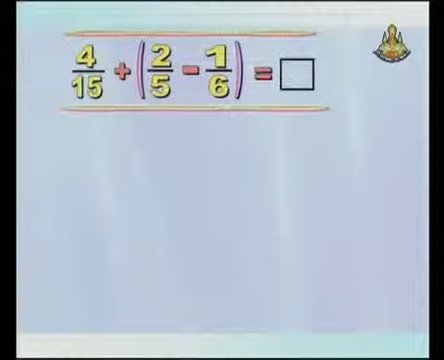 4/15 + (2/5 - 1/6) = □